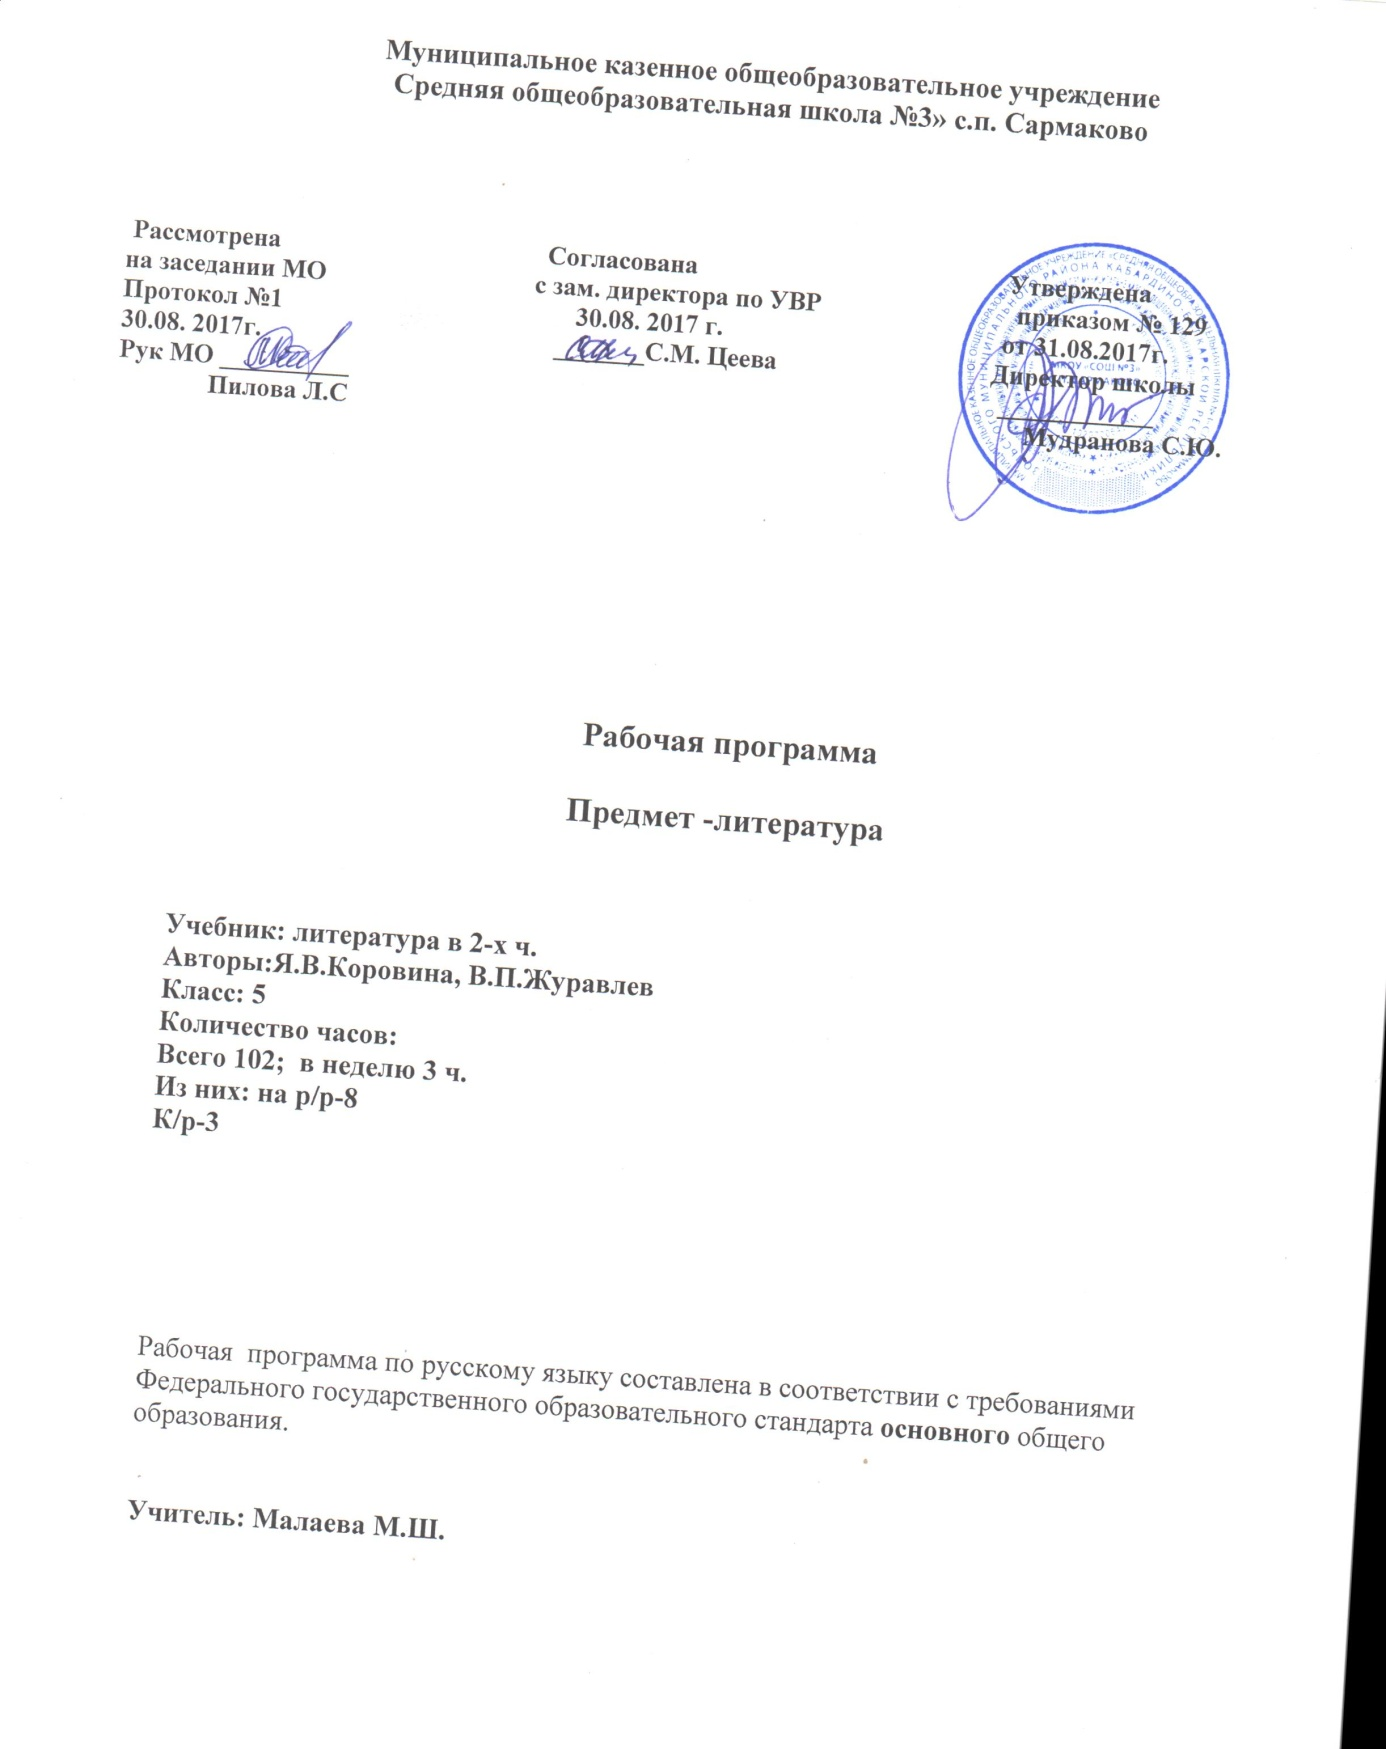 Муниципальное казенное общеобразовательное учреждение
Средняя общеобразовательная школа №3» с.п. Сармаково
Рассмотрена
на заседании МО
Протокол №1
30.08. 2017г.
Рук МО
Пилова Л.С
Согласована
с зам. директора по УВР
30.08. 2017 г.
С.М. Цеева
Утверждена
приказом № 129
от 31.08.2017г.
Директор школы
Мудранова С.Ю.
МКОУ «СОШ №3»
Рабочая программа
Предмет -литература
Учебник: литература в 2-х ч.
Авторы:Я.В.Коровина, В.П.Журавлев
Класс: 5
Количество часов:
Всего 102; в неделю 3 ч.
Из них: на р/р-8
К/р-3
Рабочая программа по русскому языку составлена в соответствии с требованиями
Федерального государственного образовательного стандарта основного общего
образования.
Учитель: Малаева М.Ш.